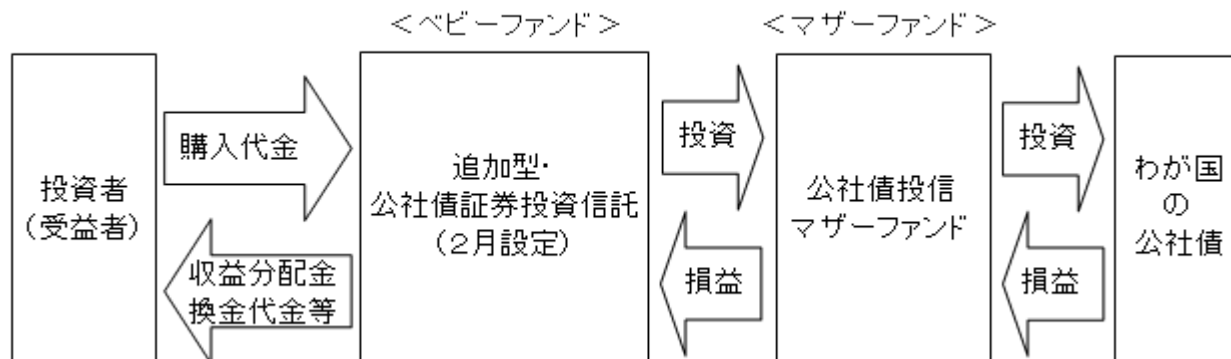 ＜ベビーファンド＞
＜マザーファンド＞
投資者
(受益者)
購入代金
収益分配金
換金代金等
追加型・
公社債証券投資信託
(２月設定)
投資
損益
公社債投信
マザーファンド
投資
損益
わが国
の
公社債